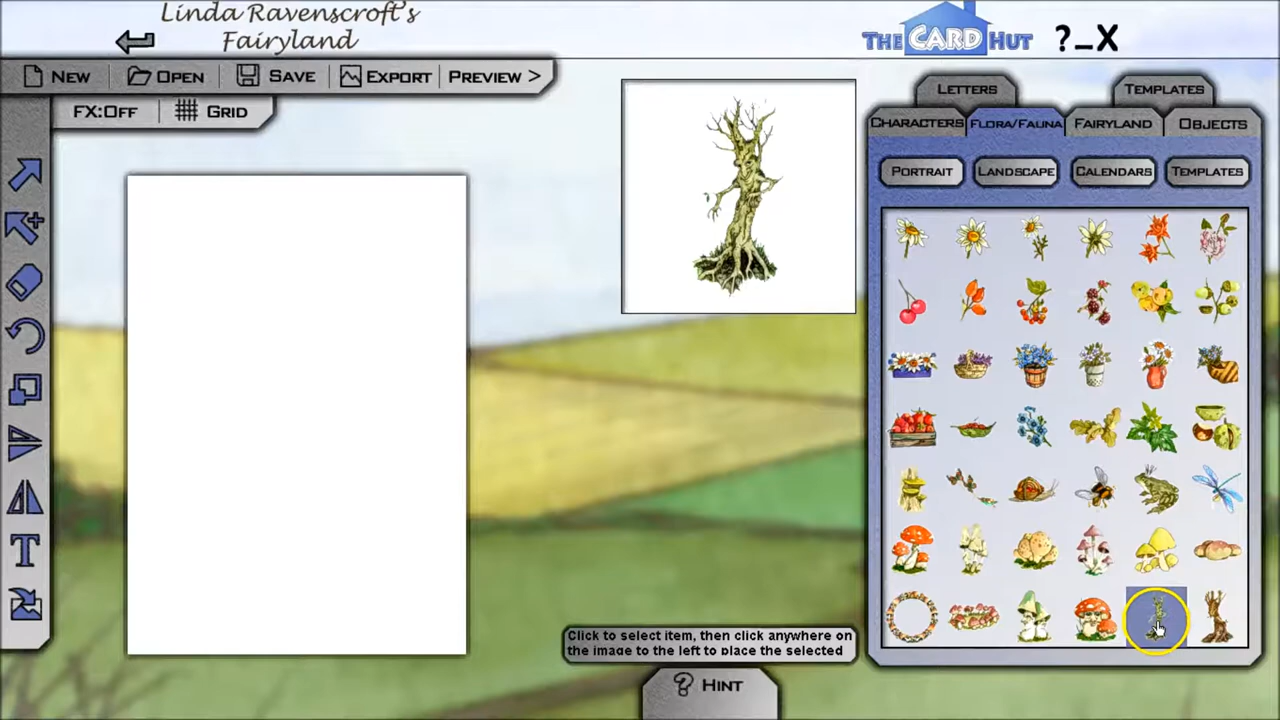 Linda Ravenscroft's
Fairyland
THE CARD HUT
?_X
NEW
OPEN
SAVE
EXPORT
PREVIEW >
FX:OFF
GRID
LETTERS
TEMPLATES
CHARACTERS
FLORA/FAUNA
FAIRYLAND
OBJECTS
PORTRAIT
LANDSCAPE
CALENDARS
TEMPLATES
T
Click to select item, then click anywhere on
the image to the left to place the selected
? HINT